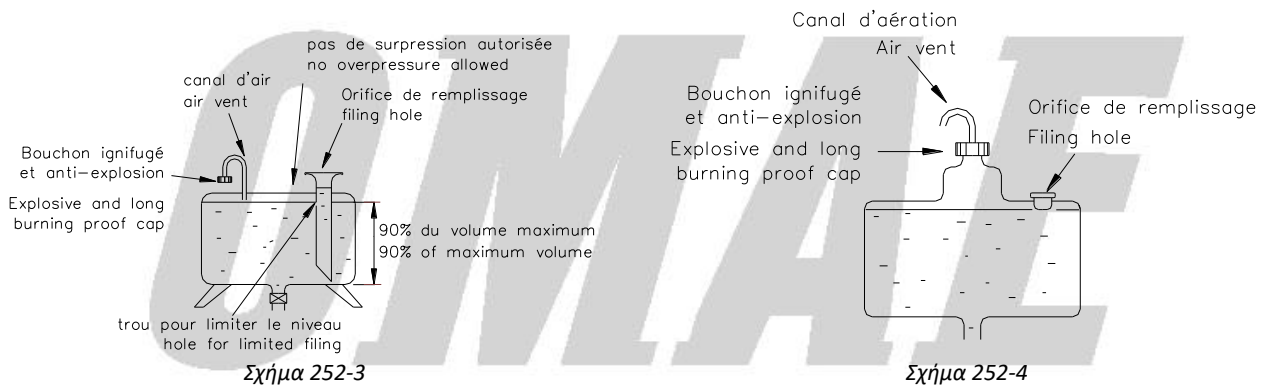 OMAE
pas de surpression autorisée
no overpressure allowed
canal d'air
air vent
Orifice de remplissage
filing hole
Bouchon ignifugé
et anti-explosion
Explosive and long
burning proof cap
90% du volume maximum
90% of maximum volume
trou pour limiter le niveau
hole for limited filing
Σχήμα 252-3
Canal d'aération
Air vent
Bouchon ignifugé
et anti-explosion
Explosive and long
burning proof cap
Orifice de remplissage
Filing hole
Σχήμα 252-4